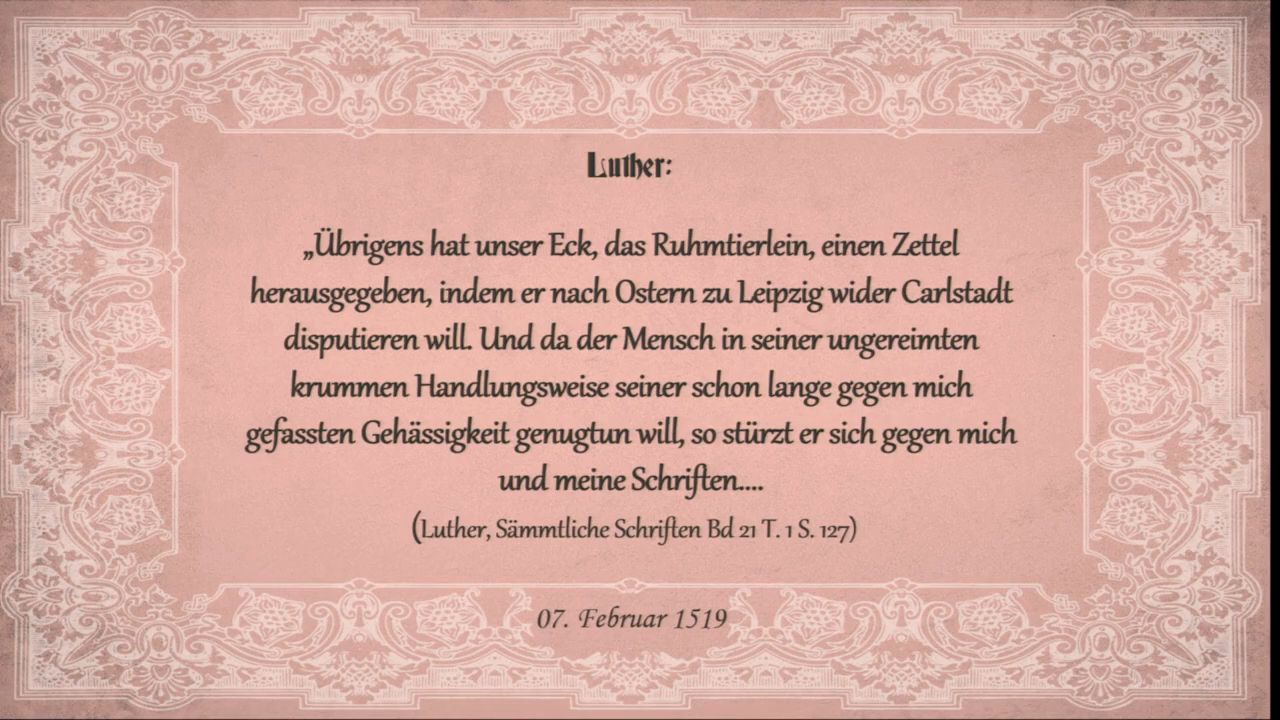 Luther:
„Übrigens hat unser Eck, das Ruhmtierlein, einen Zettel
herausgegeben, indem er nach Ostern zu Leipzig wider Carlstadt
disputieren will. Und da der Mensch in seiner ungereimten
krummen Handlungsweise seiner schon lange gegen mich
gefassten Gehässigkeit genugtun will, so stürzt er sich gegen mich
und meine Schriften....
(Luther, Sämmtliche Schriften Bd 21 T. 1 S. 127)
07. Februar 1519